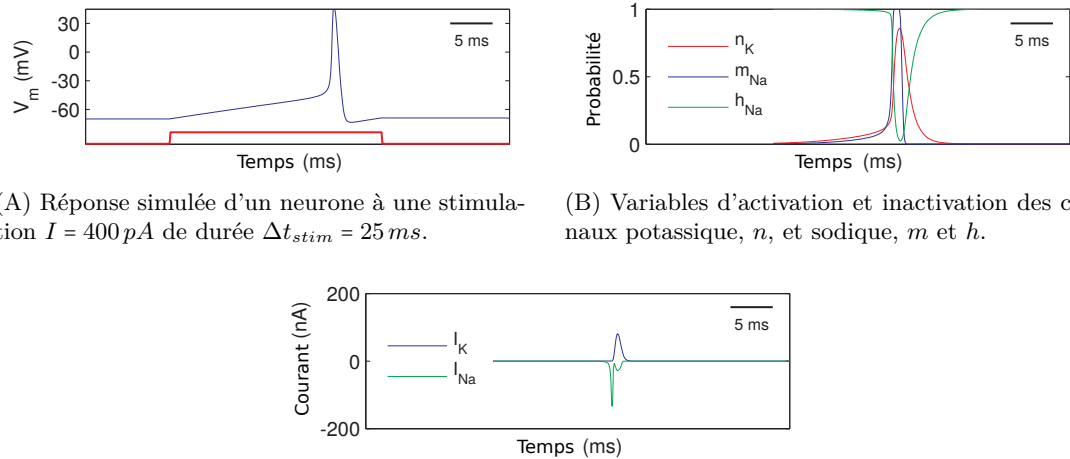 30
0
-30
-60
V_m (mV)
5 ms
Temps (ms)
1
0.5
0
Probabilité
n_K
m_Na
h_Na
5 ms
Temps (ms)
(A) Réponse simulée d'un neurone à une stimula-
tion I = 400 pA de durée Δt_stim = 25 ms.
(B) Variables d'activation et inactivation des c
naux potassique, n, et sodique, m et h.
200
0
-200
Courant (nA)
I_K
I_Na
5 ms
Temps (ms)